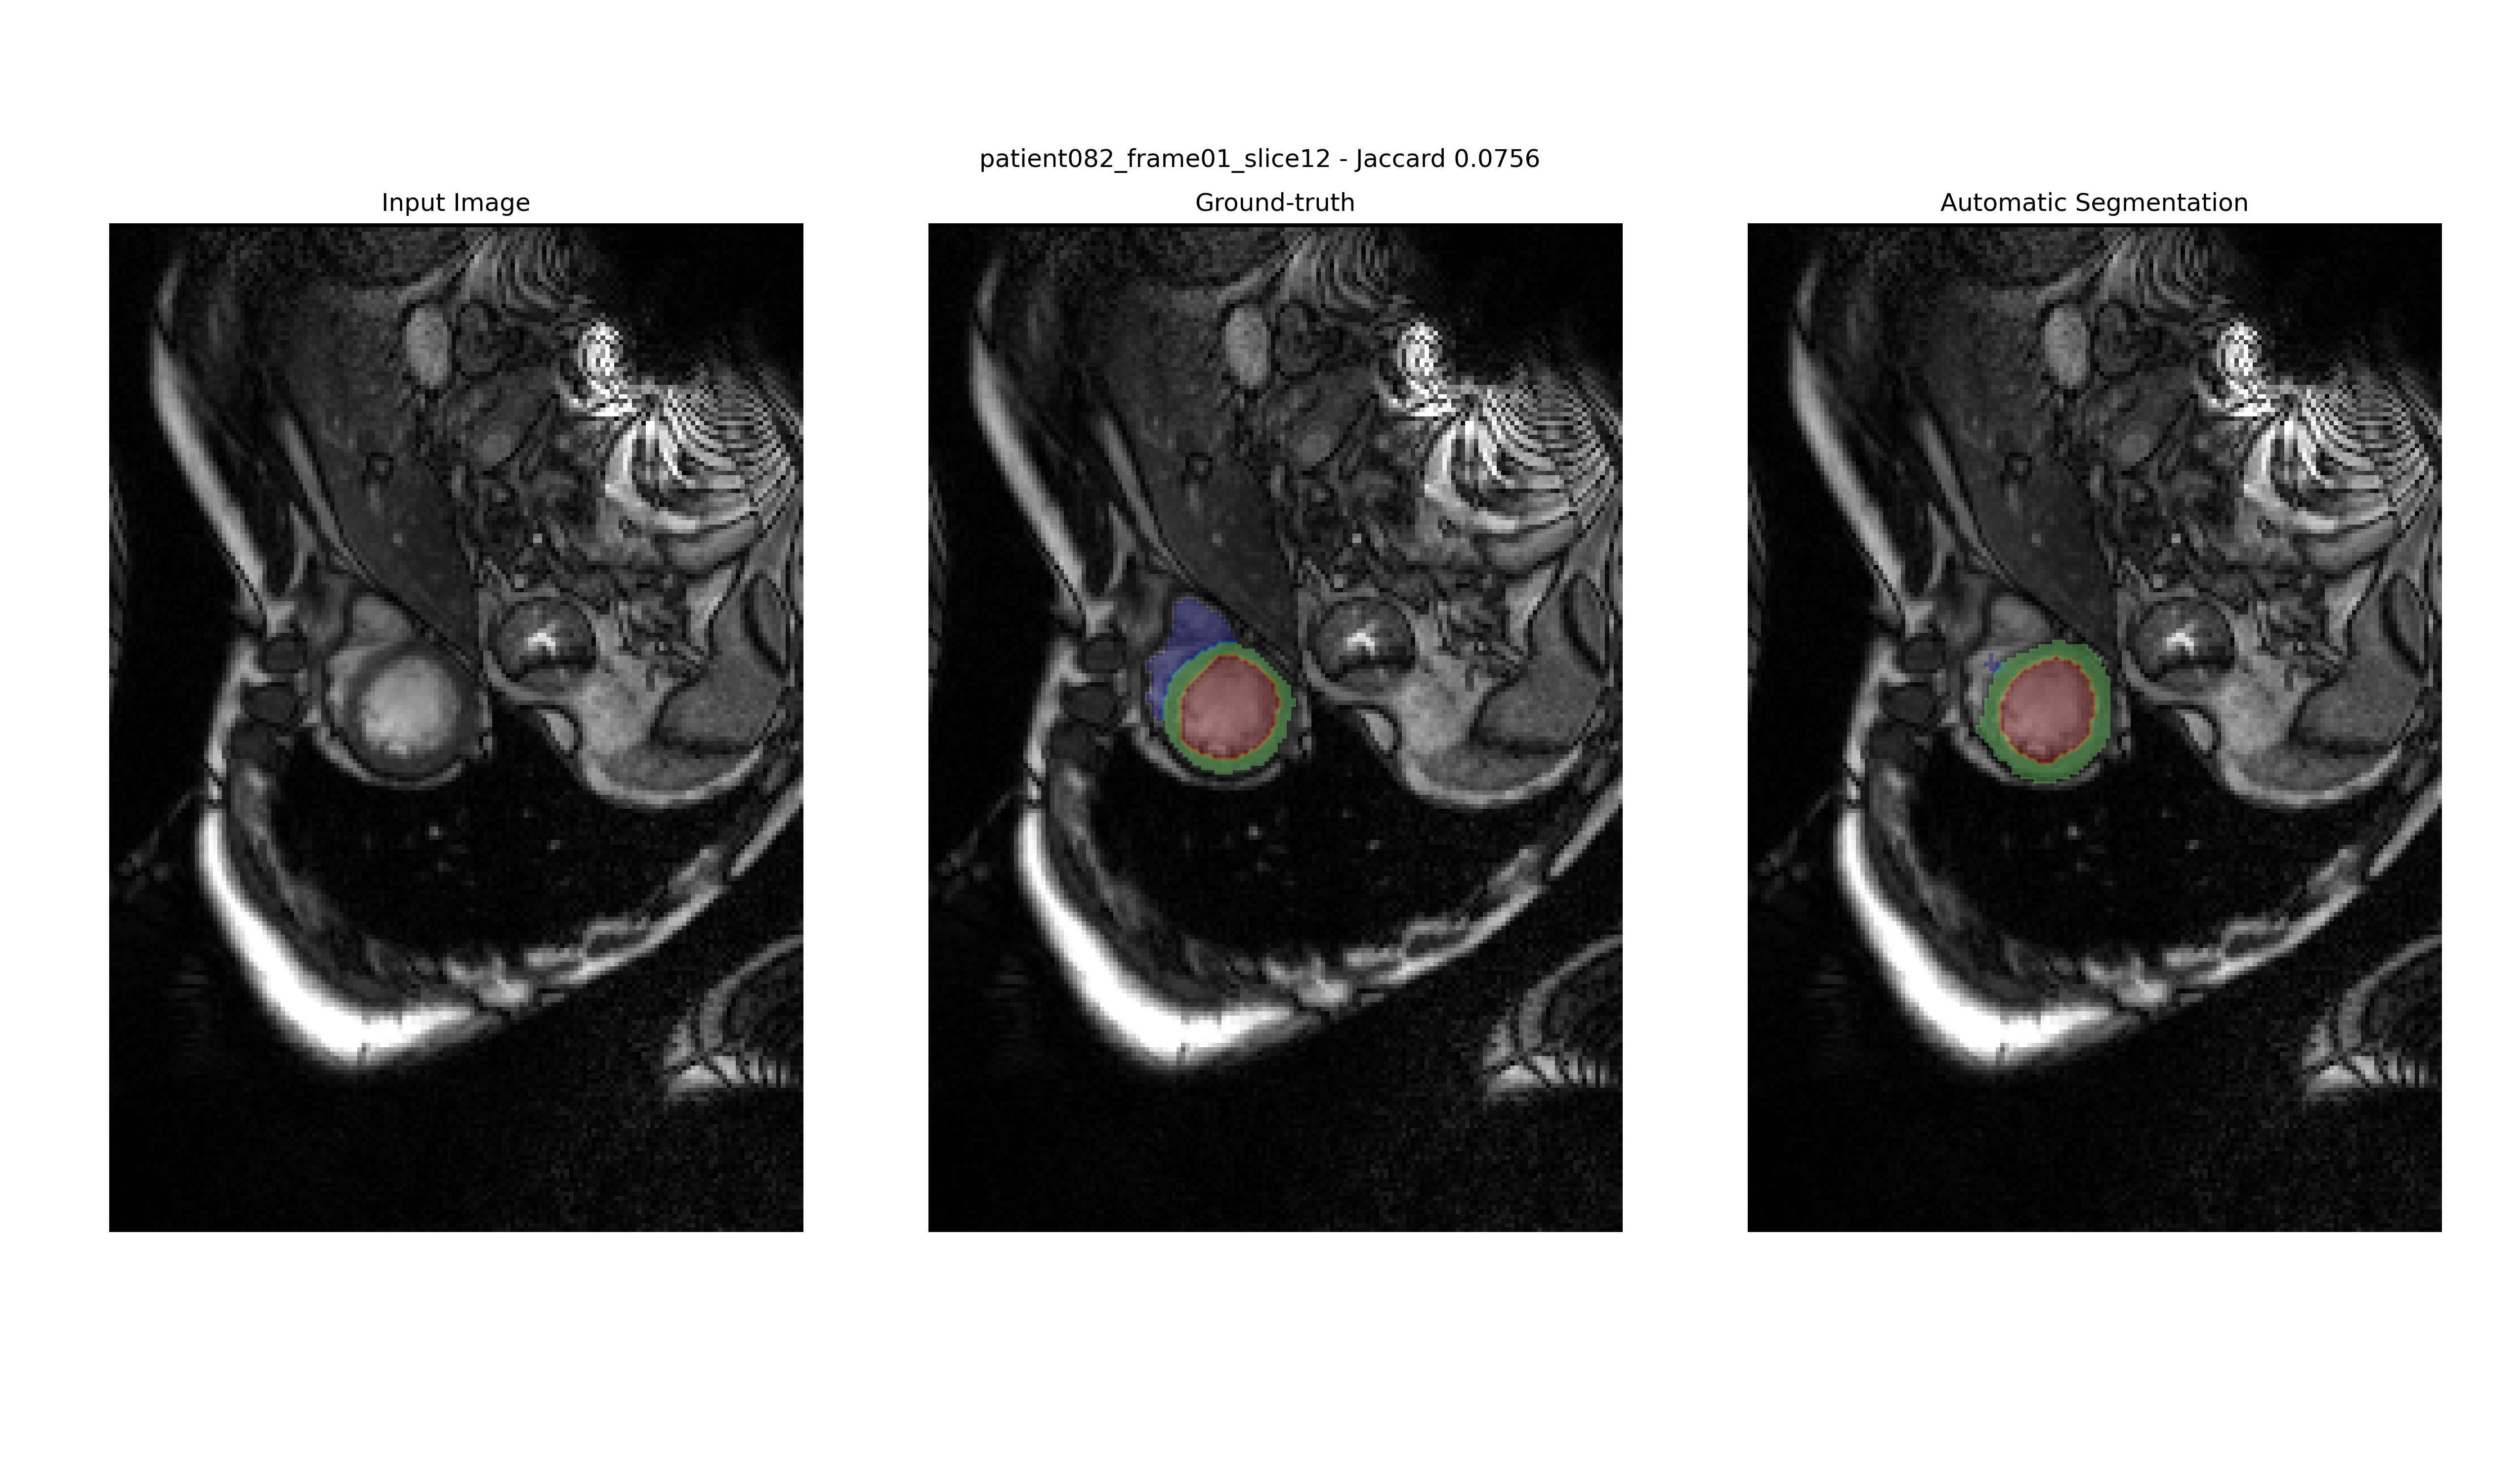 patient082_frame01_slice12 - Jaccard 0.0756
Input Image
Ground-truth
Automatic Segmentation